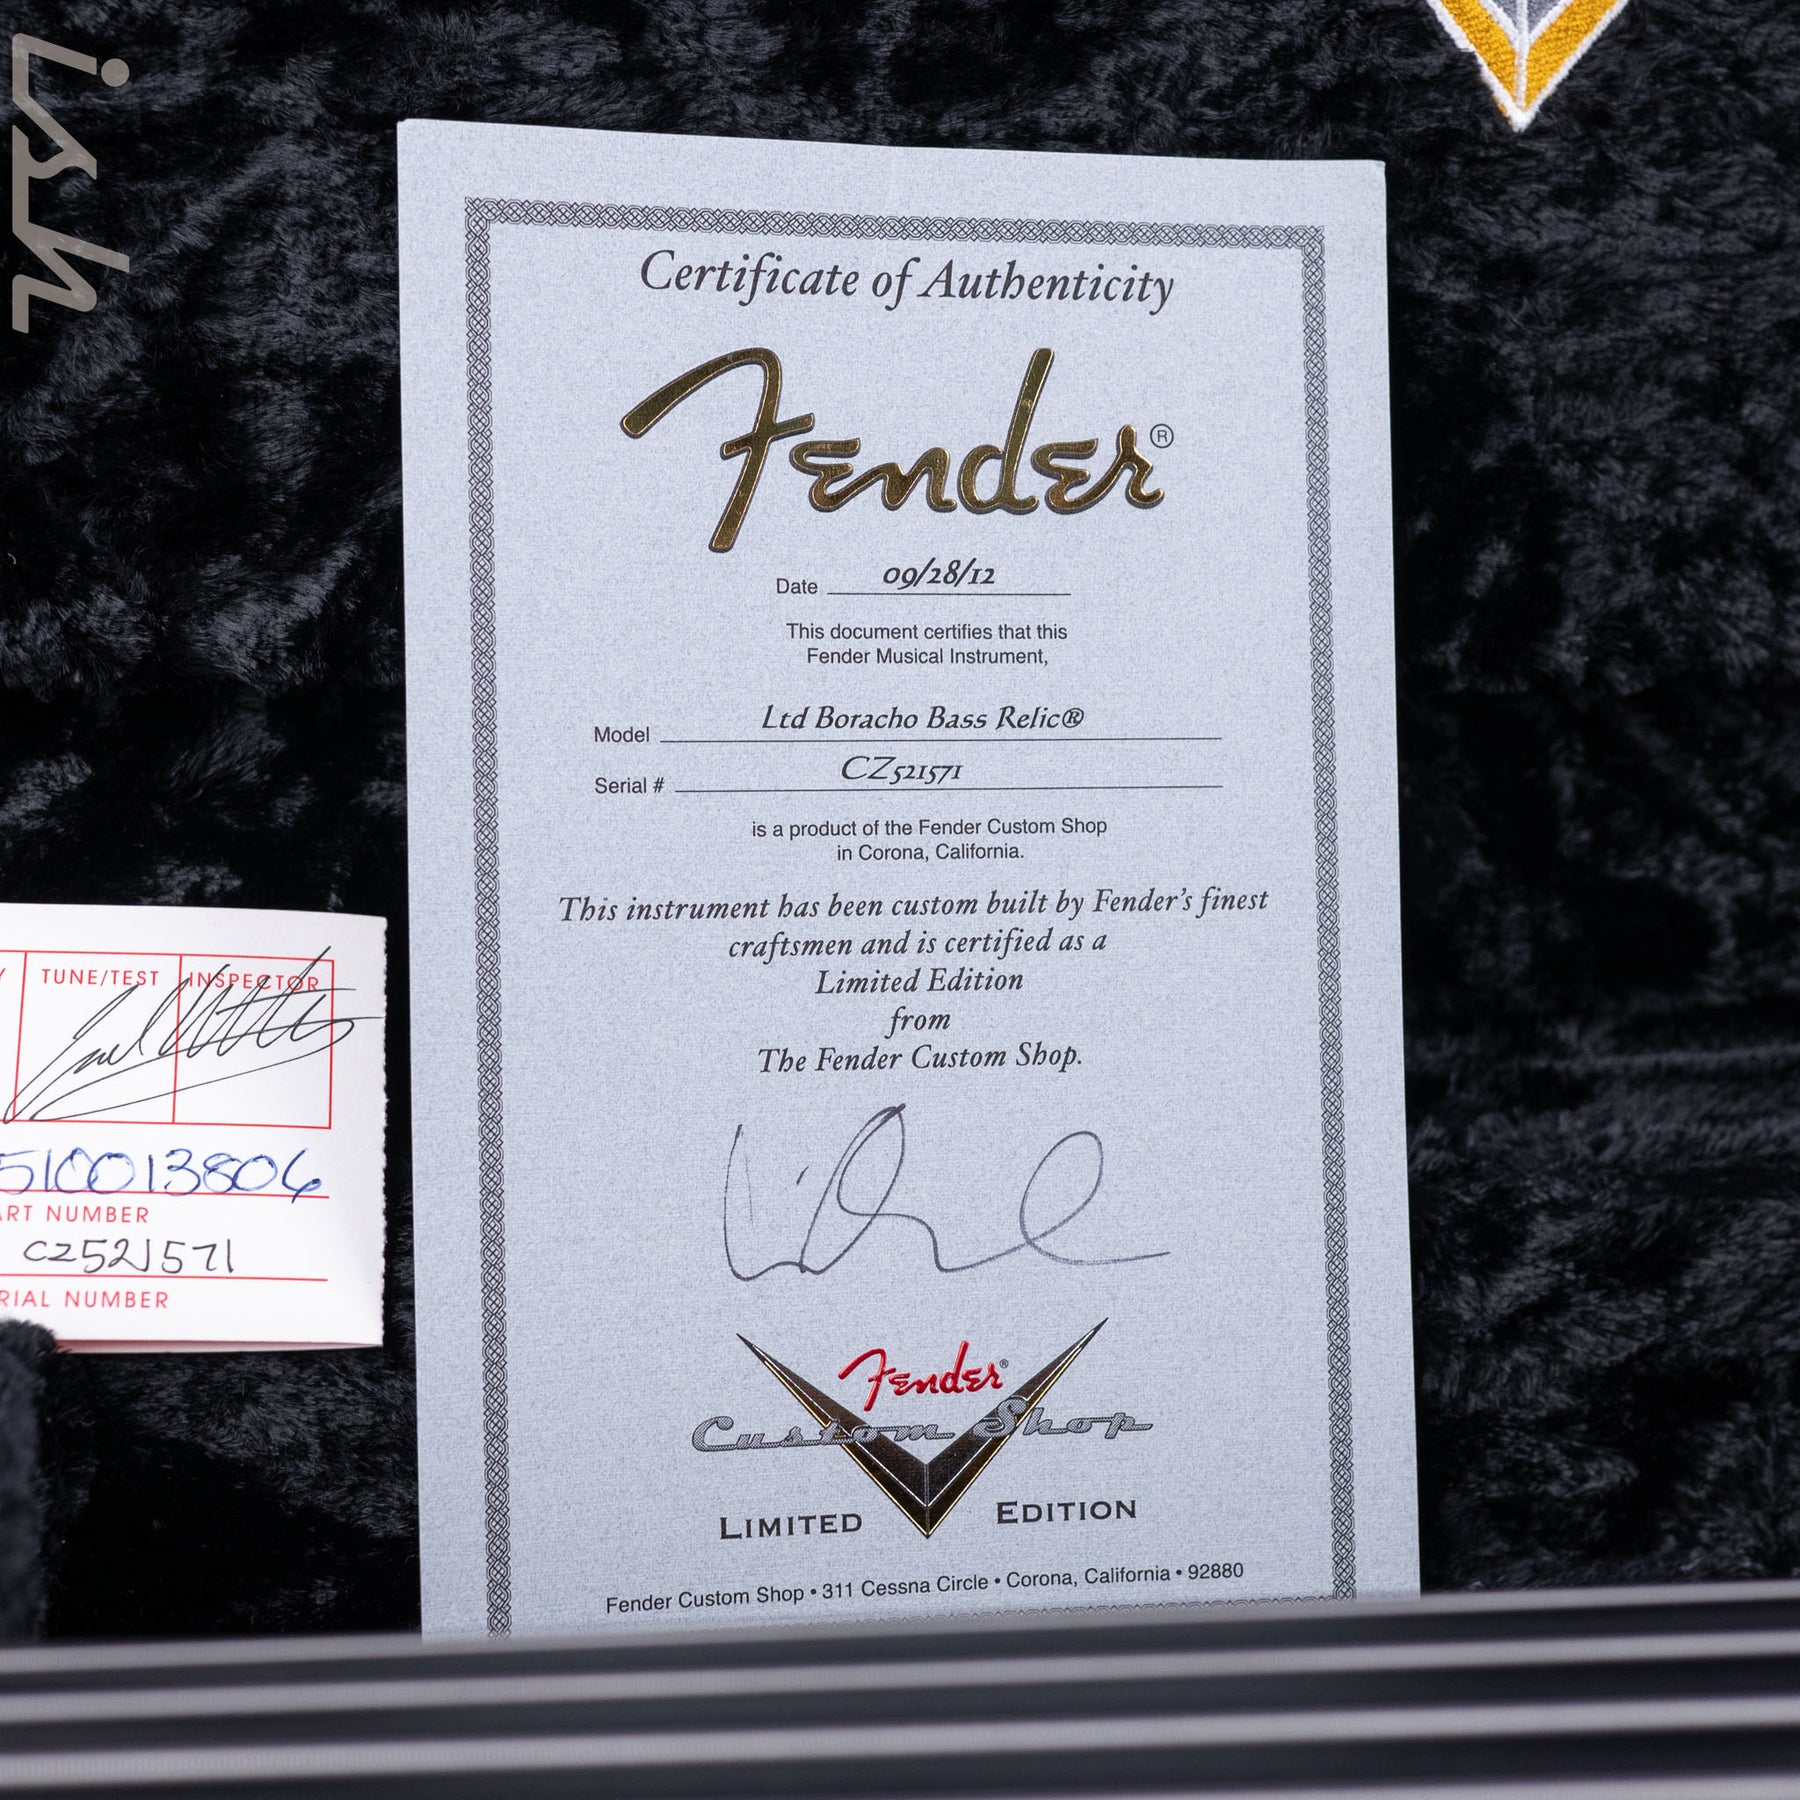 ish
Certificate of Authenticity
Fender®
Date 09/28/12
This document certifies that this
Fender Musical Instrument,
Model Ltd Boracho Bass Relic®
Serial # CZ521571
is a product of the Fender Custom Shop
in Corona, California.
This instrument has been custom built by Fender's finest
craftsmen and is certified as a
Limited Edition
from
The Fender Custom Shop.
Fender®
Custom Shop
LIMITED EDITION
Fender Custom Shop • 311 Cessna Circle • Corona, California • 92880
TUNE/TEST INSPECTOR
510013806
ART NUMBER
CZ521571
RIAL NUMBER